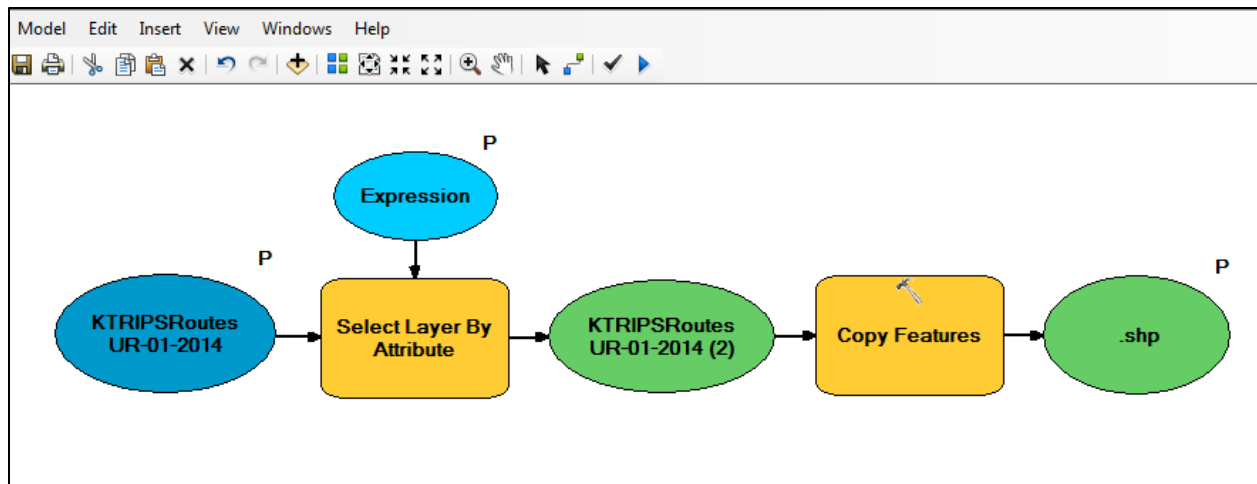 Model Edit Insert View Windows Help
P
Expression
P
KTRIPSRoutes
UR-01-2014
Select Layer By
Attribute
KTRIPSRoutes
UR-01-2014 (2)
Copy Features
P
.shp